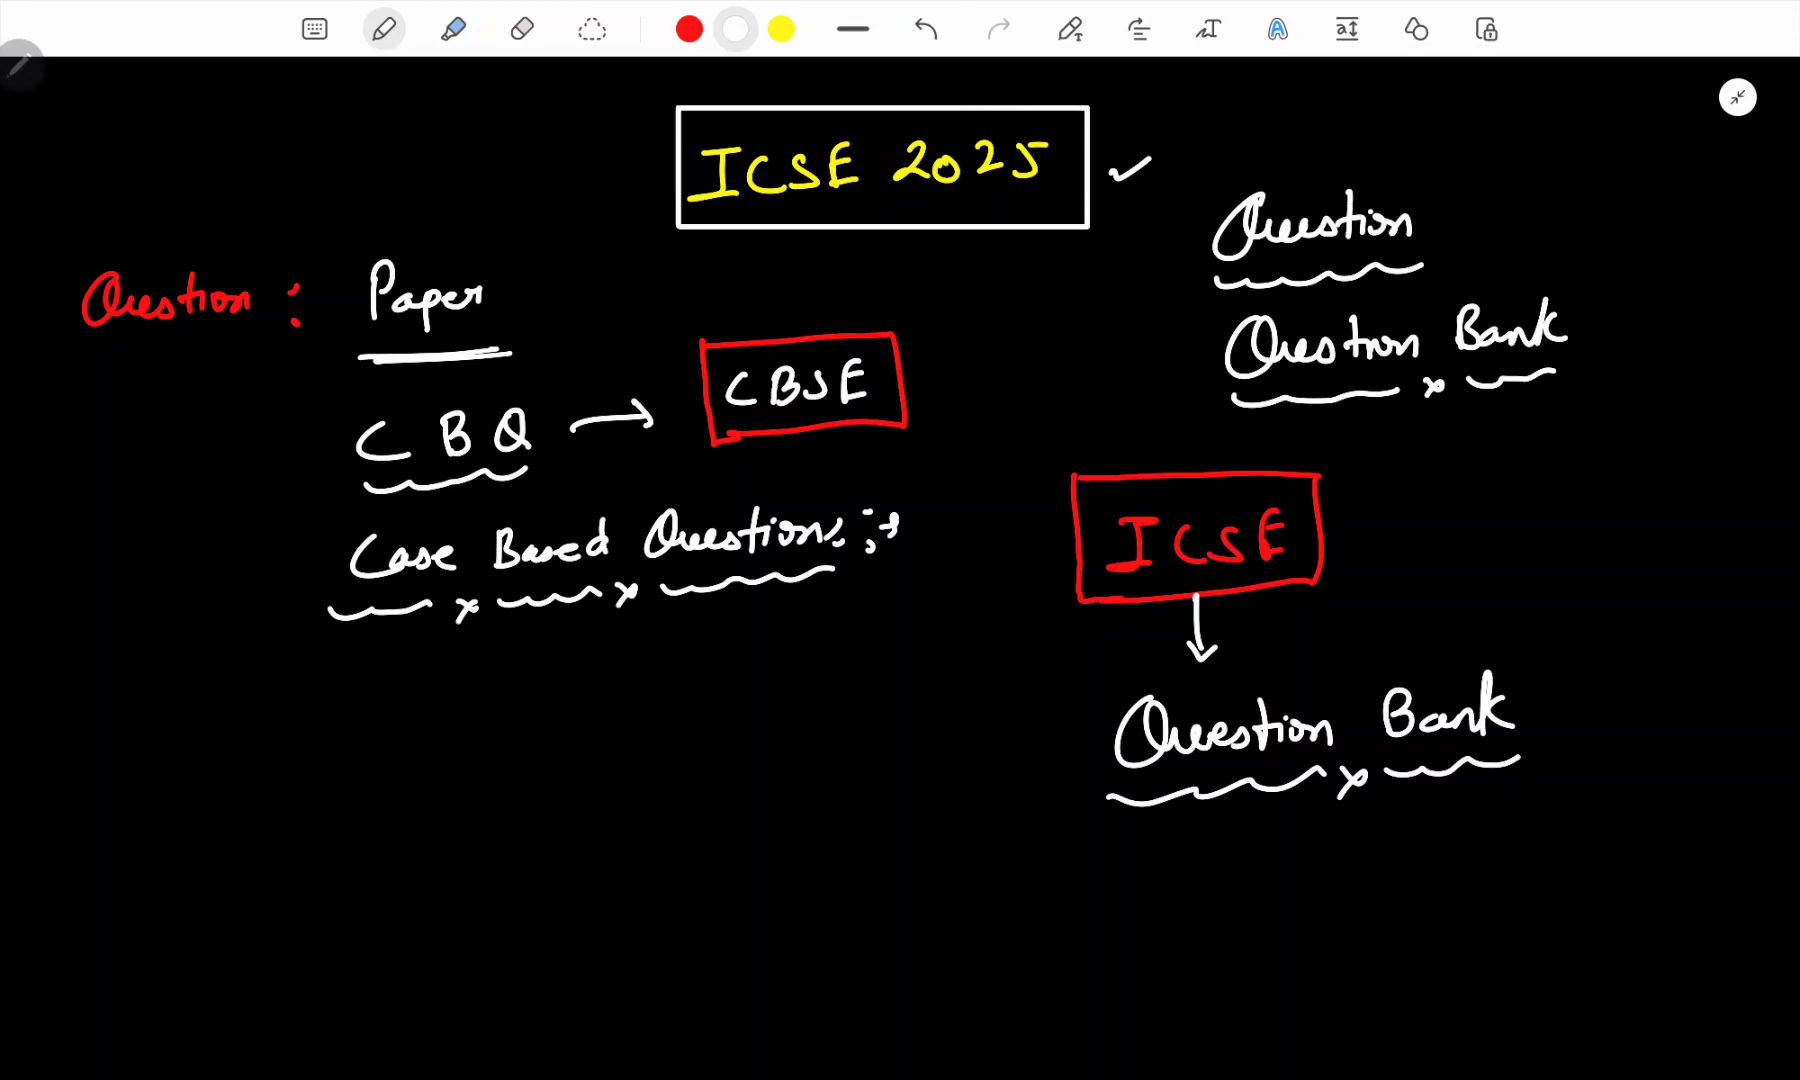 ICSE 2025
Question : Paper
CBQ → CBSE
Case Based Questions :→
Question
Question Bank
ICSE
Question Bank